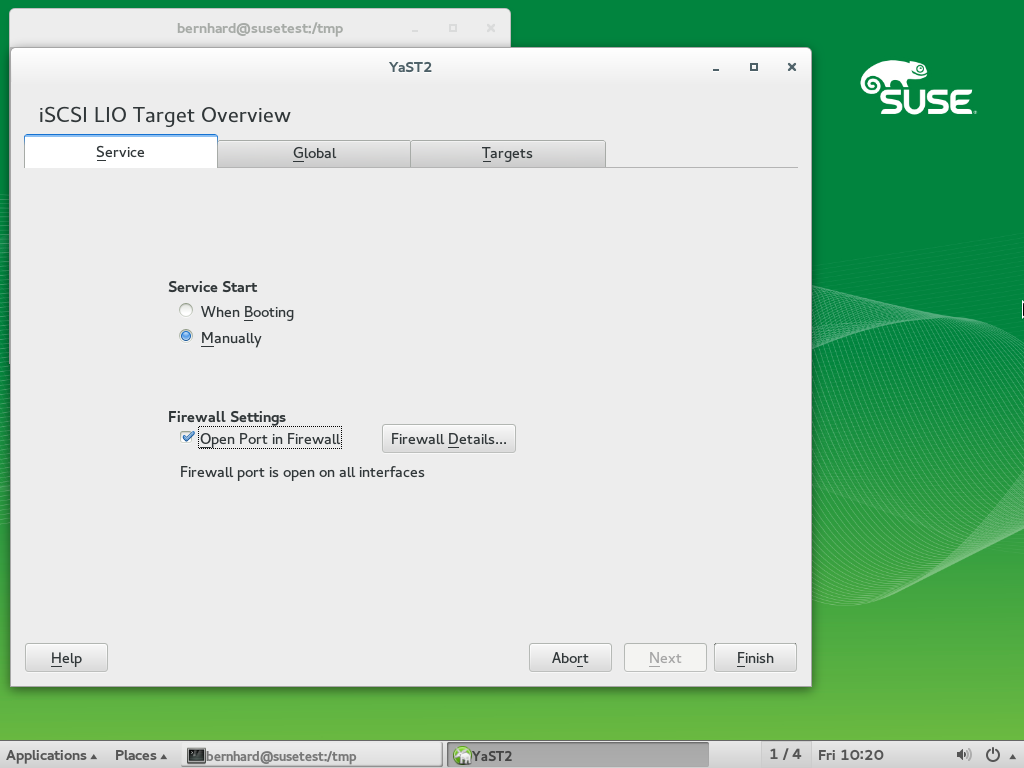 bernhard@susetest:/tmp
YaST2
iSCSI LIO Target Overview
Service Global Targets
SUSE
Service Start
When Booting
Manually
Firewall Settings
Open Port in Firewall Firewall Details...
Firewall port is open on all interfaces
Help Abort Next Finish
Applications Places bernhard@susetest:/tmp YaST2 1 / 4 Fri 10:20